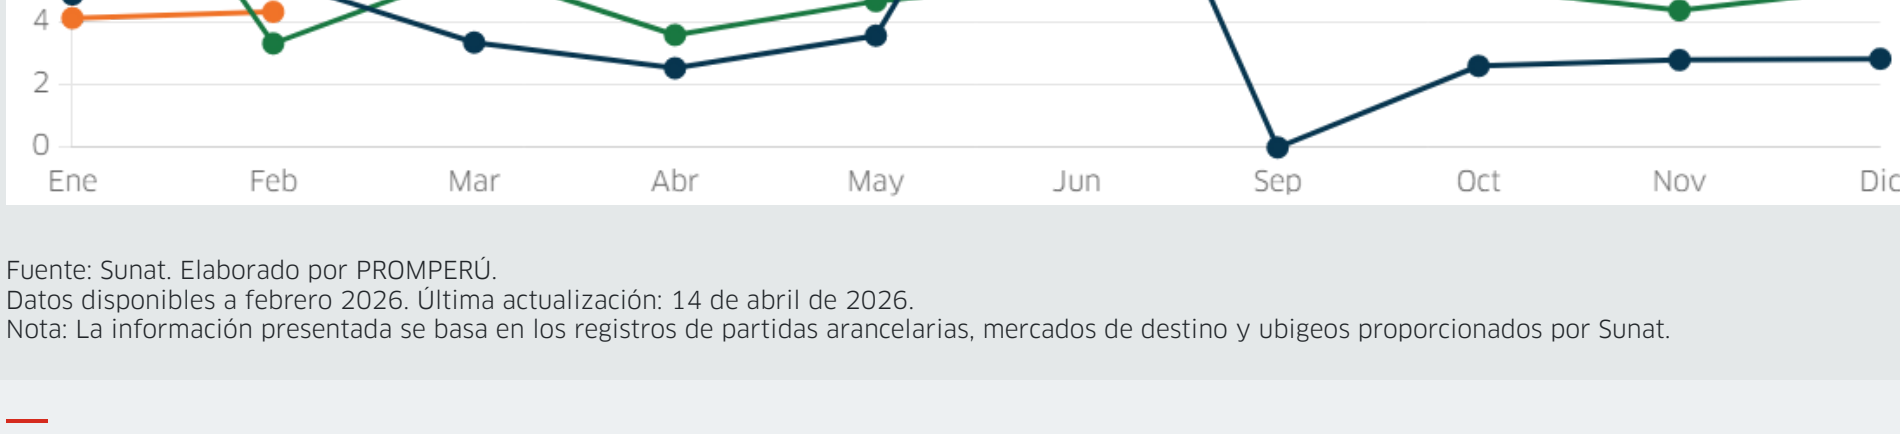 4
2
0
Ene Feb Mar Abr May Jun Sep Oct Nov Dic
Fuente: Sunat. Elaborado por PROMPERÚ.
Datos disponibles a febrero 2026. Última actualización: 14 de abril de 2026.
Nota: La información presentada se basa en los registros de partidas arancelarias, mercados de destino y ubigeos proporcionados por Sunat.